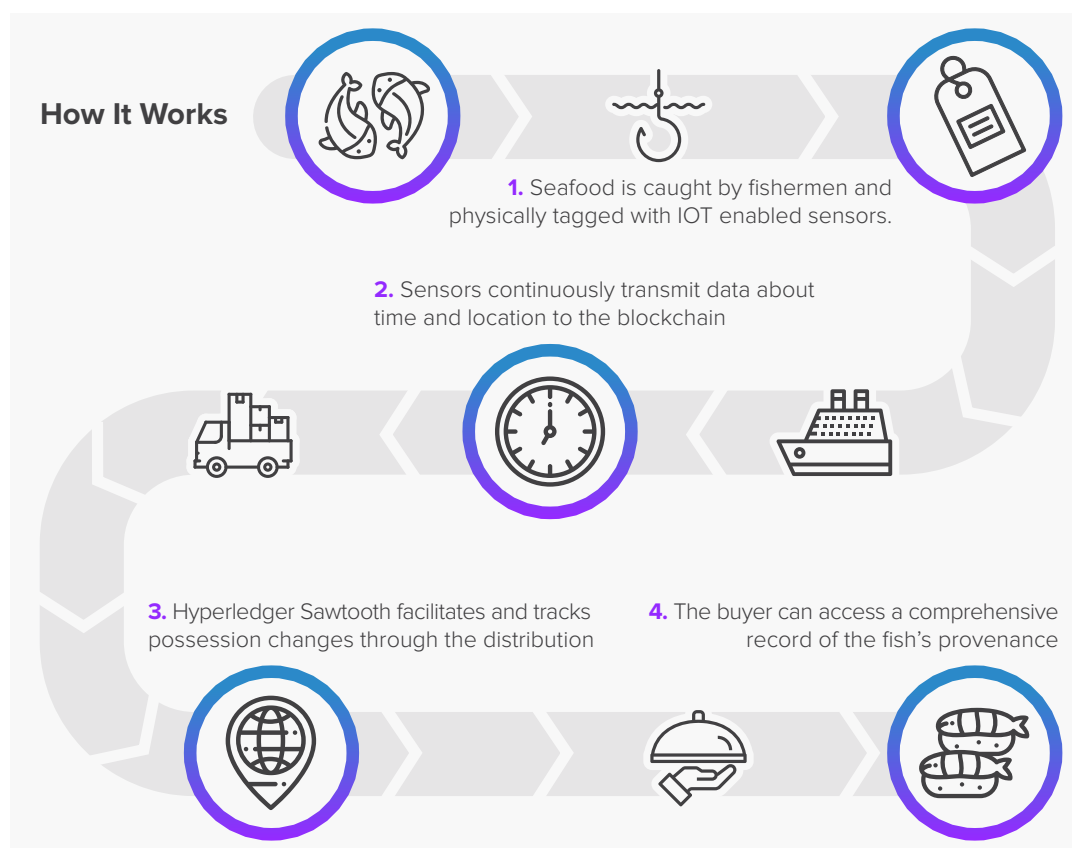 How It Works
1. Seafood is caught by fishermen and
physically tagged with IOT enabled sensors.
2. Sensors continuously transmit data about
time and location to the blockchain
3. Hyperledger Sawtooth facilitates and tracks
possession changes through the distribution
4. The buyer can access a comprehensive
record of the fish's provenance